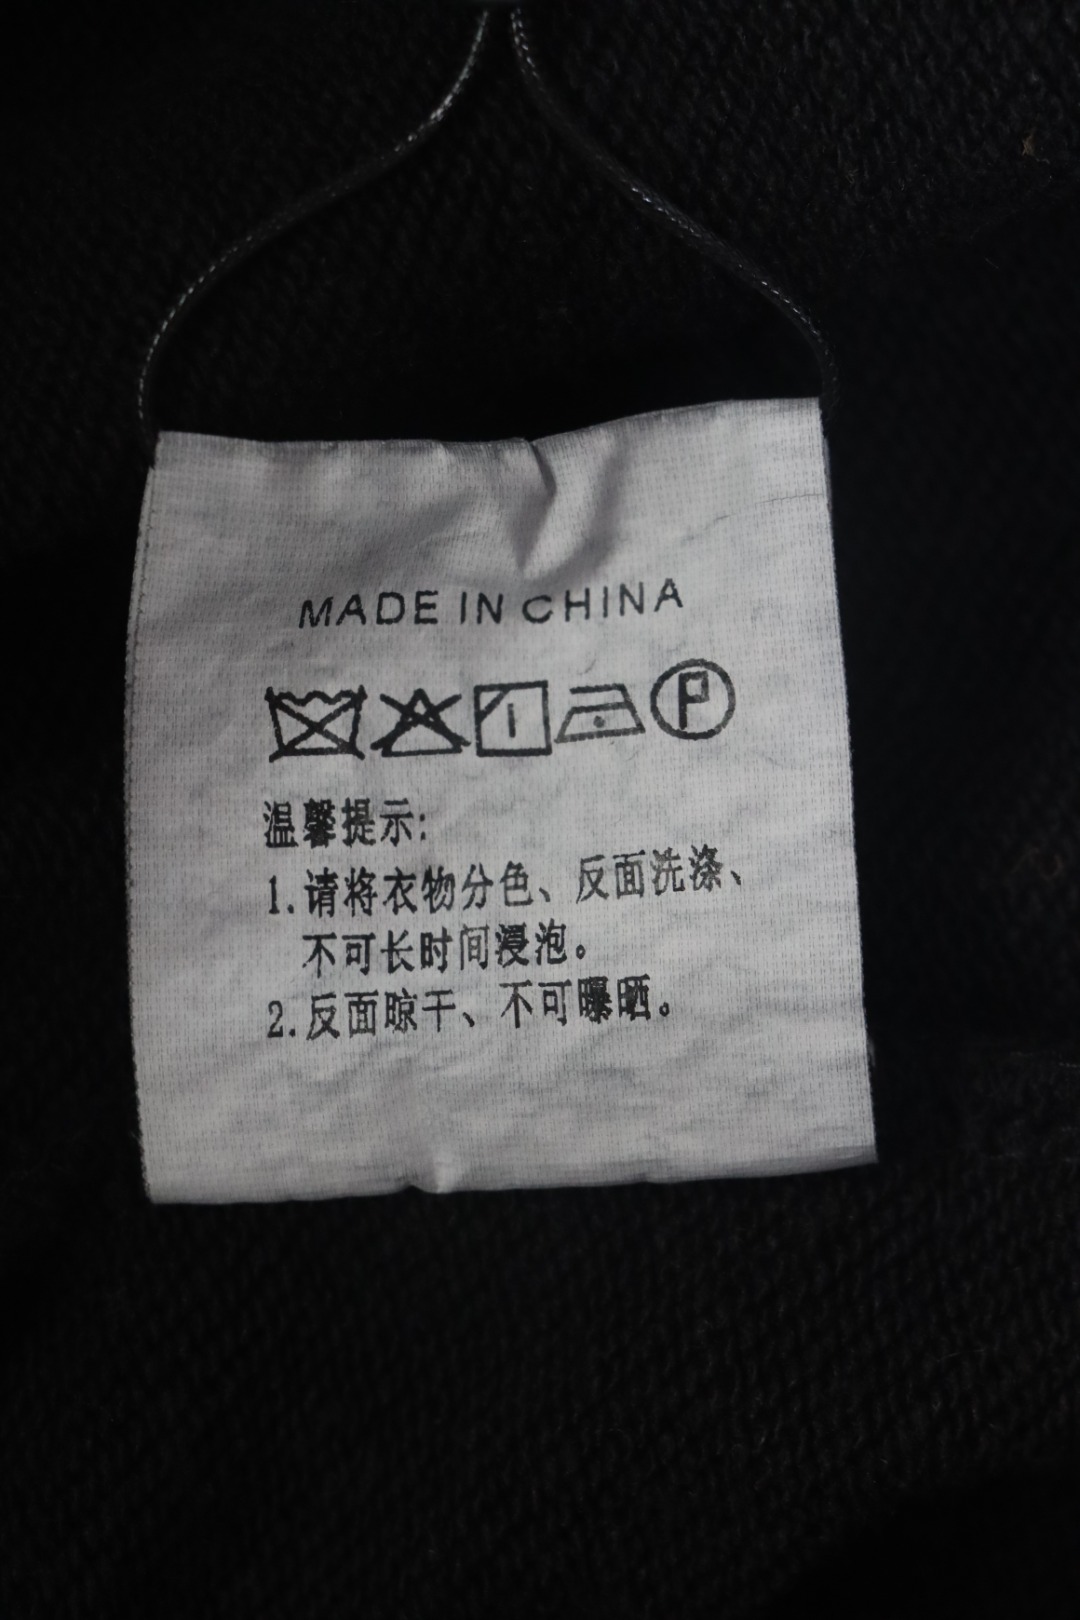 MADE IN CHINA
P
温馨提示:
1.请将衣物分色、反面洗涤、
不可长时间浸泡。
2.反面晾干、不可曝晒。